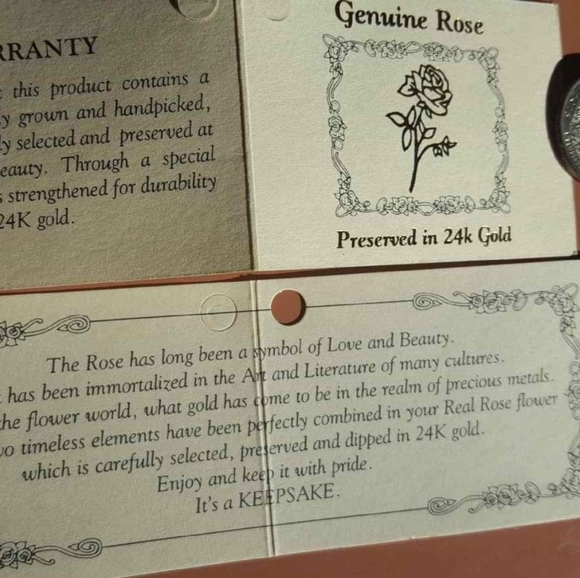 RRANTY
this product contains a
grown and handpicked,
selected and preserved at
eauty. Through a special
s strengthened for durability
24K gold.
Genuine Rose
Preserved in 24k Gold
The Rose has long been a symbol of Love and Beauty.
has been immortalized in the Art and Literature of many cultures.
the flower world, what gold has come to be in the realm of precious metals.
wo timeless elements have been perfectly combined in your Real Rose flower
which is carefully selected, preserved and dipped in 24K gold.
Enjoy and keep it with pride.
It's a KEEPSAKE.